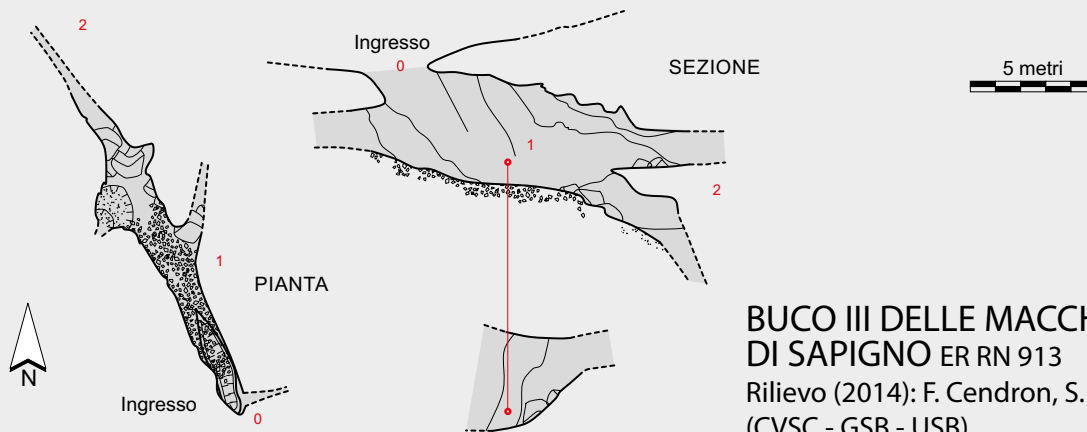 2
Ingresso
0
SEZIONE
5 metri
1
2
1
PIANTA
N
Ingresso
0
BUCO III DELLE MACCH
DI SAPIGNO ER RN 913
Rilievo (2014): F. Cendron, S.
(CVSC - GSB - USB)